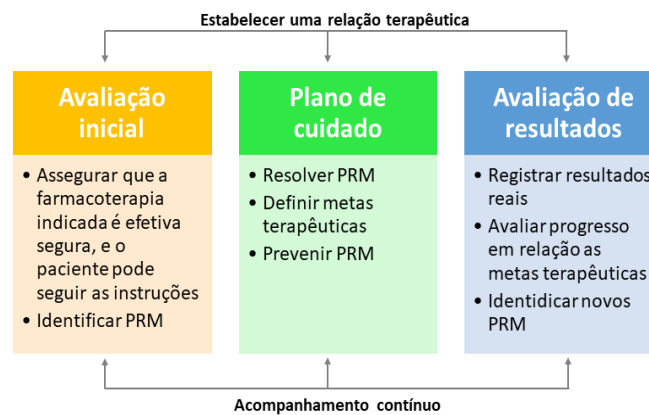 Estabelecer uma relação terapêutica
Avaliação
inicial
• Assegurar que a
farmacoterapia
indicada é efetiva
segura, e o
paciente pode
seguir as instruções
• Identificar PRM
Plano de
cuidado
• Resolver PRM
• Definir metas
terapêuticas
• Prevenir PRM
Avaliação de
resultados
• Registrar resultados
reais
• Avaliar progresso
em relação as
metas terapêuticas
• Identidicar novos
PRM
Acompanhamento contínuo